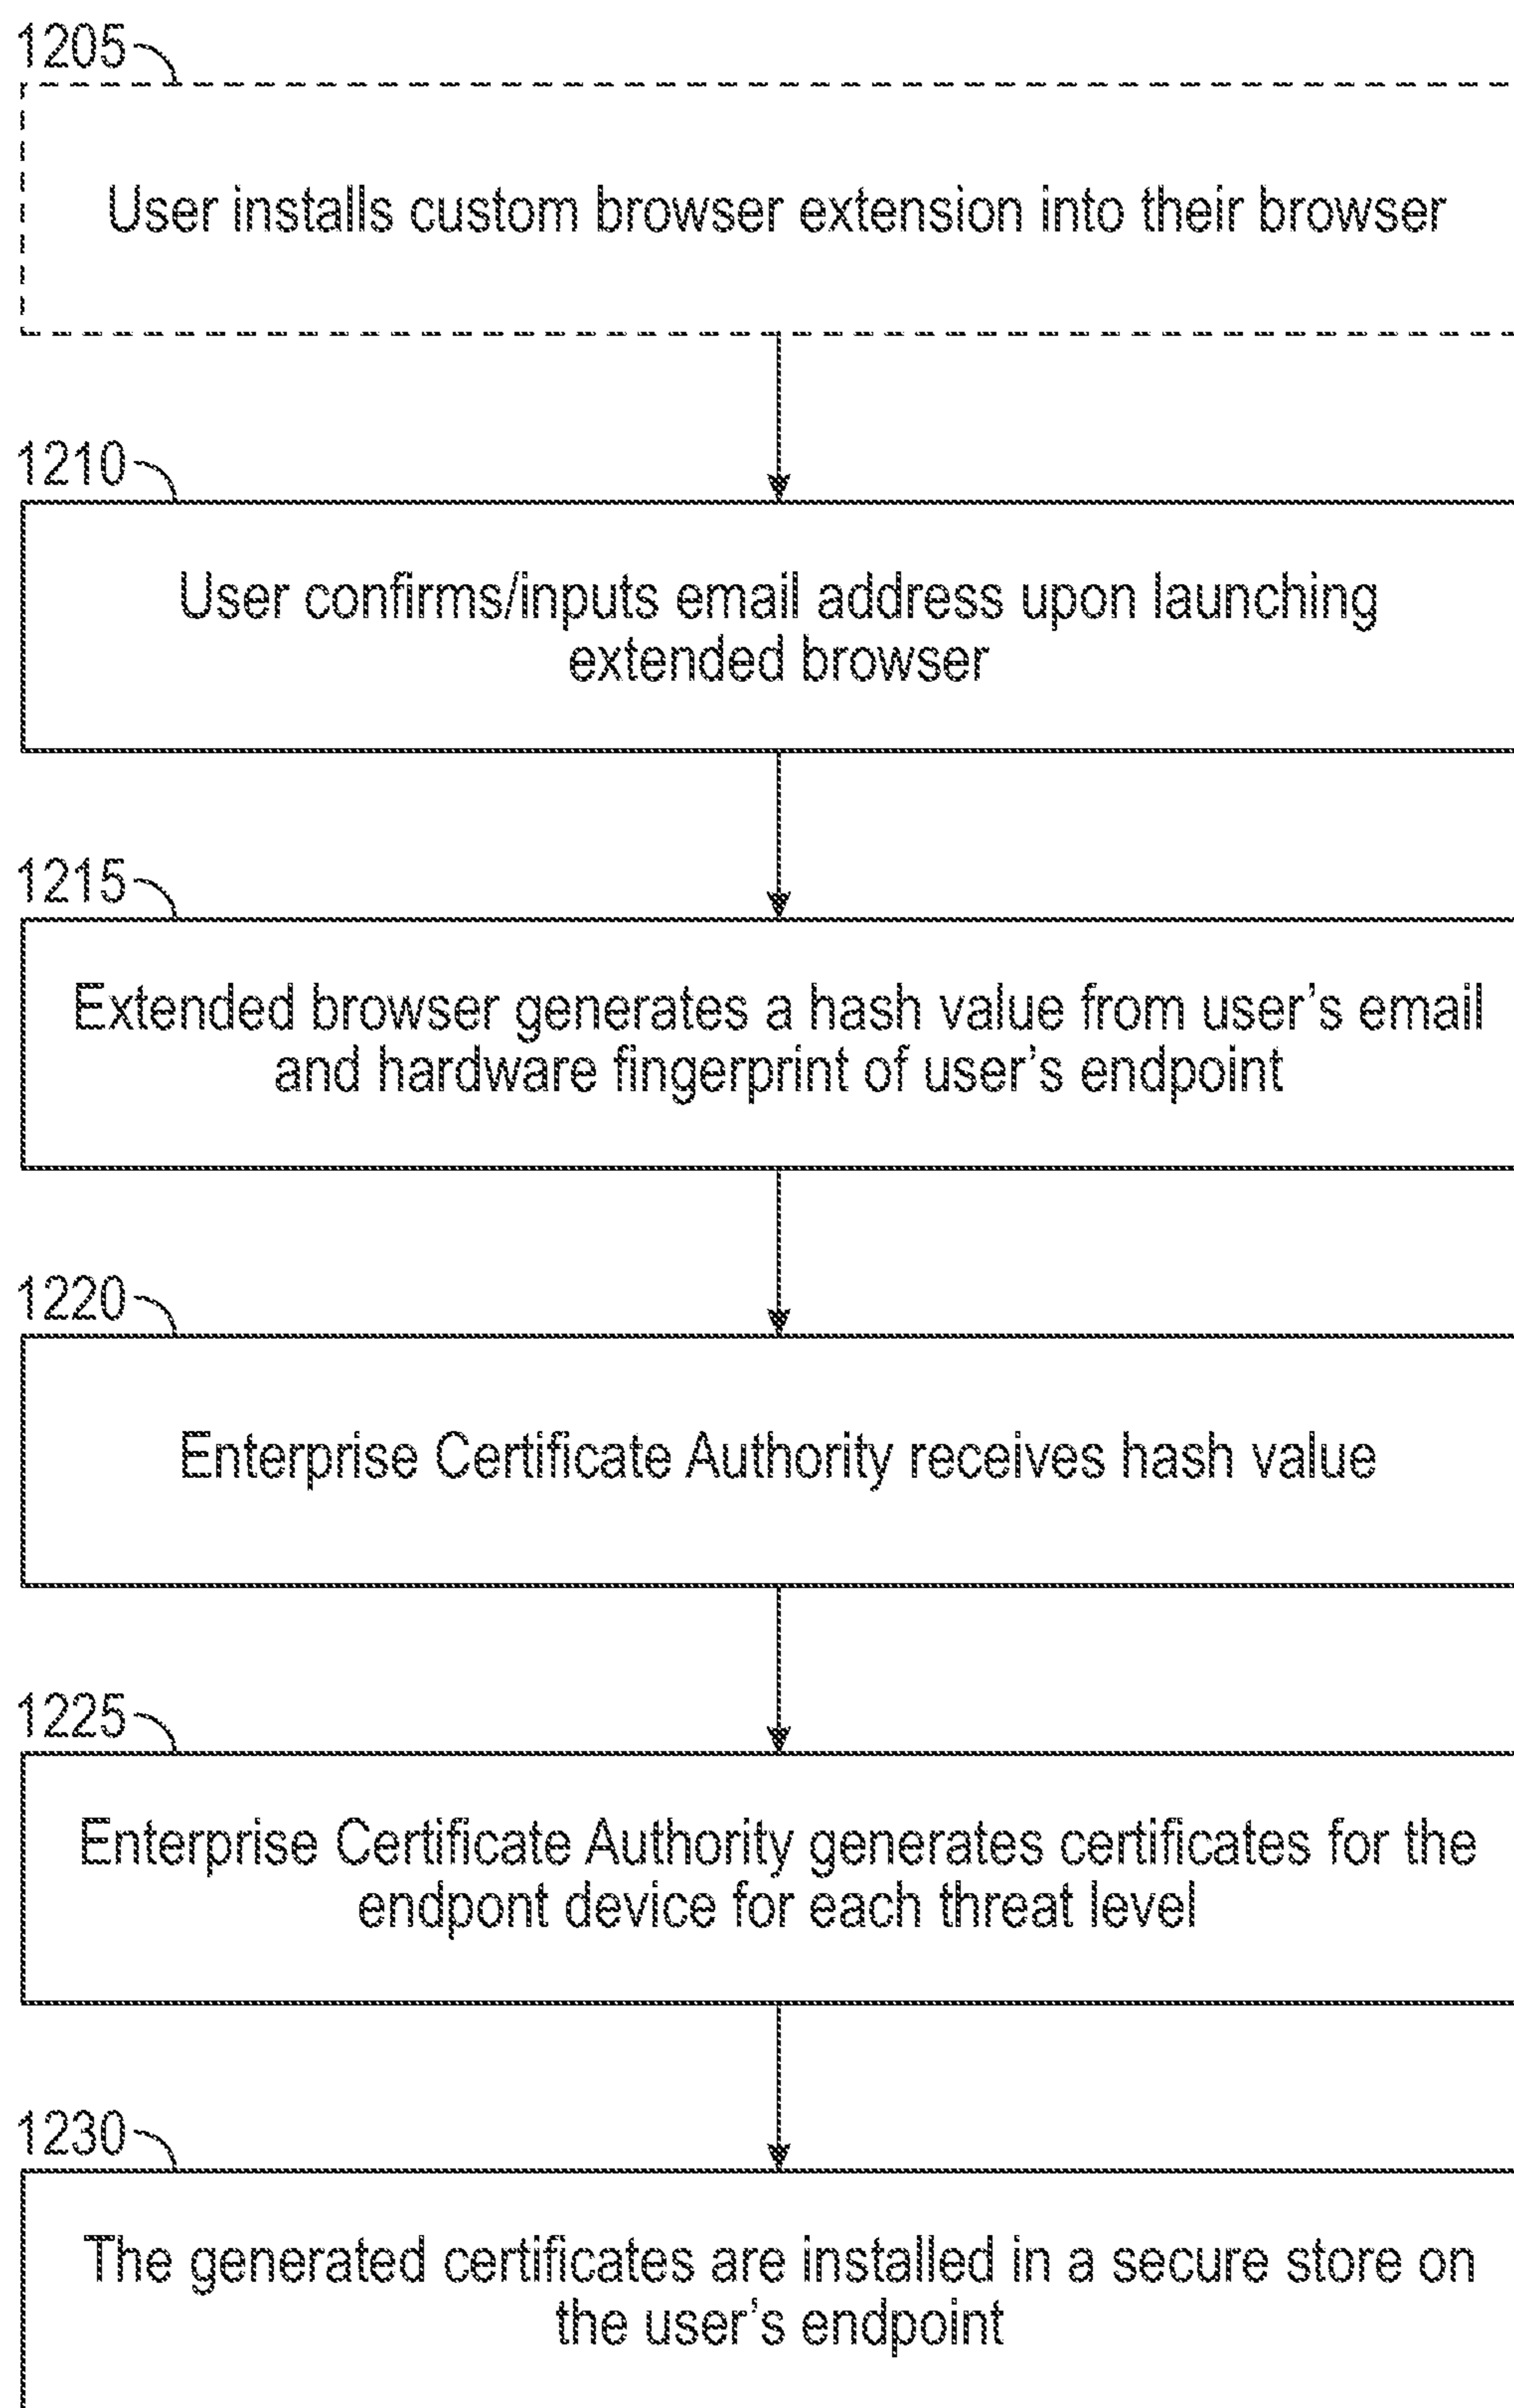 1205
User installs custom browser extension into their browser
1210
User confirms/inputs email address upon launching
extended browser
1215
Extended browser generates a hash value from user's email
and hardware fingerprint of user's endpoint
1220
Enterprise Certificate Authority receives hash value
1225
Enterprise Certificate Authority generates certificates for the
endpont device for each threat level
1230
The generated certificates are installed in a secure store on
the user's endpoint